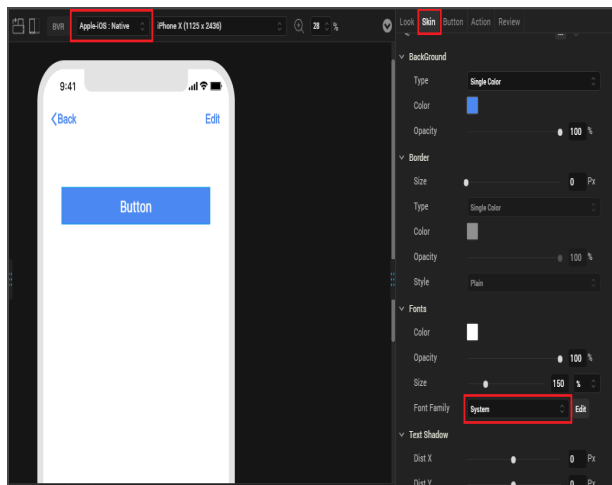 BVR Apple-iOS : Native iPhone X (1125 x 2436) 28 %
Look Skin Button Action Review
9:41
Back Edit
Button
BackGround
Type Single Color
Color
Opacity 100 %
Border
Size 0 Px
Type Single Color
Color
Opacity 100 %
Style Plain
Fonts
Color
Opacity 100 %
Size 150 %
Font Family System Edit
Text Shadow
Dist X 0 Px
Dist Y 0 Px